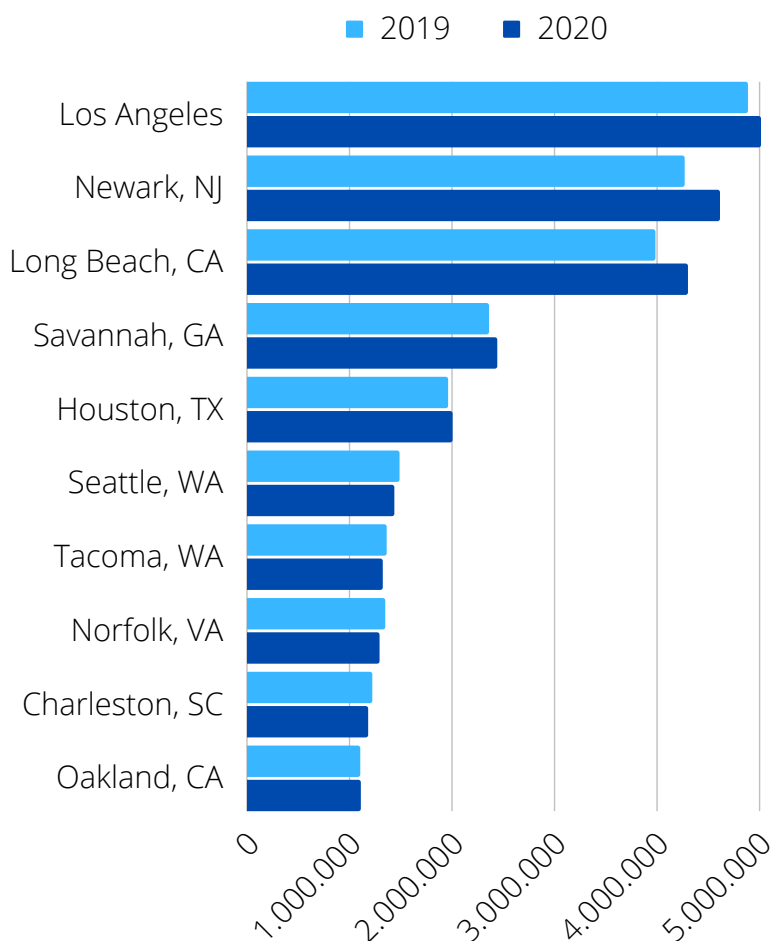 2019 2020
Los Angeles
Newark, NJ
Long Beach, CA
Savannah, GA
Houston, TX
Seattle, WA
Tacoma, WA
Norfolk, VA
Charleston, SC
Oakland, CA
0 1.000.000 2.000.000 3.000.000 4.000.000 5.000.000